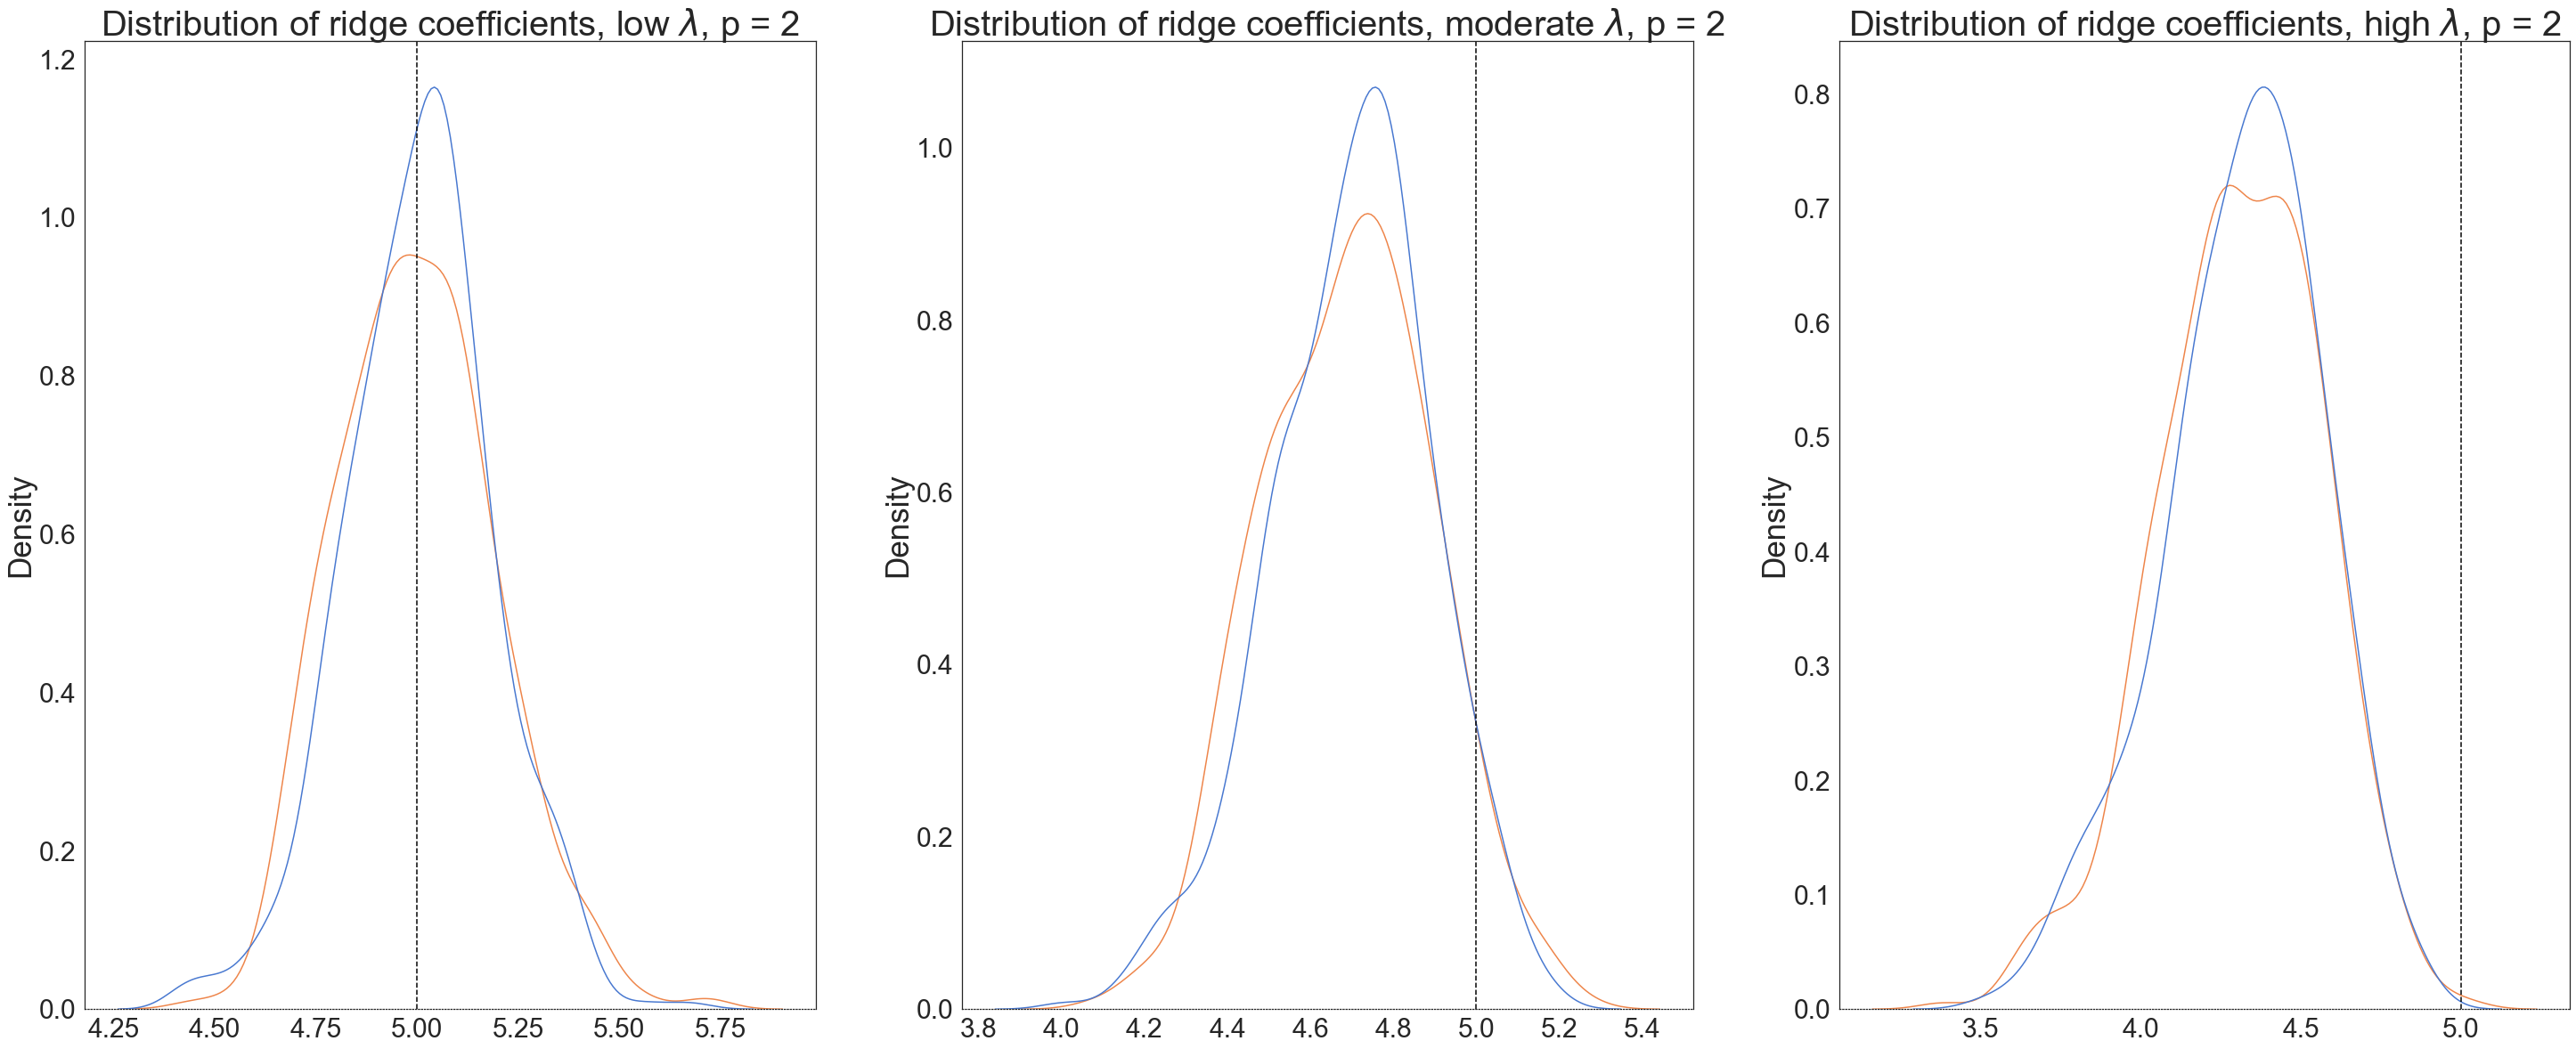 Distribution of ridge coefficients, low λ, p = 2
Density
1.2
1.0
0.8
0.6
0.4
0.2
0.0
4.25 4.50 4.75 5.00 5.25 5.50 5.75
Distribution of ridge coefficients, moderate λ, p = 2
Density
1.0
0.8
0.6
0.4
0.2
0.0
3.8 4.0 4.2 4.4 4.6 4.8 5.0 5.2 5.4
Distribution of ridge coefficients, high λ, p = 2
Density
0.8
0.7
0.6
0.5
0.4
0.3
0.2
0.1
0.0
3.5 4.0 4.5 5.0